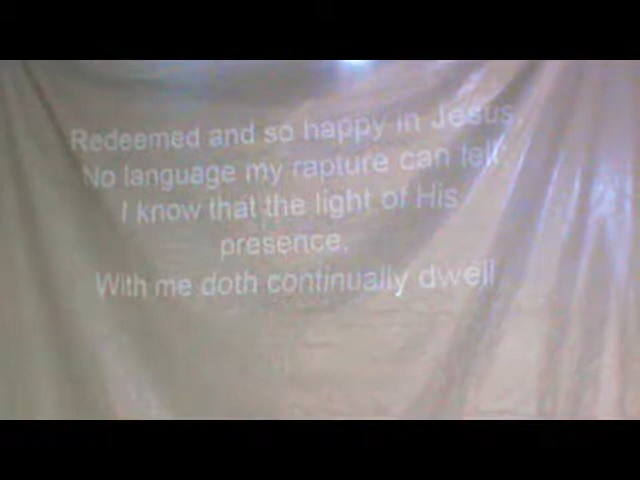 Redeemed and so happy in Jesus,
No language my rapture can tell
I know that the light of His
presence,
With me doth continually dwell